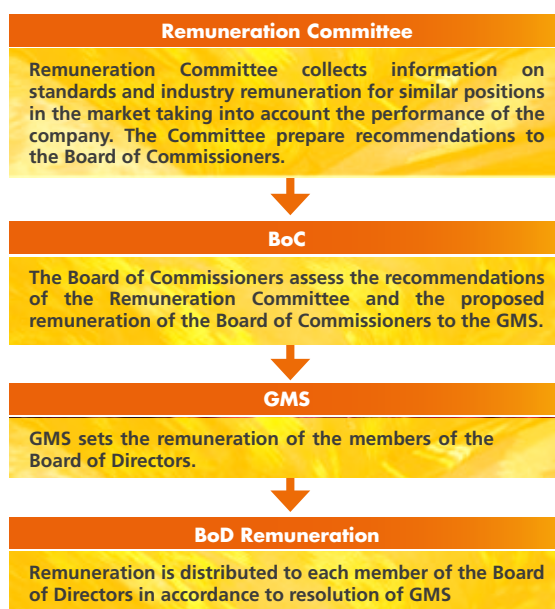 Remuneration Committee
Remuneration Committee collects information on
standards and industry remuneration for similar positions
in the market taking into account the performance of the
company. The Committee prepare recommendations to
the Board of Commissioners.
BoC
The Board of Commissioners assess the recommendations
of the Remuneration Committee and the proposed
remuneration of the Board of Commissioners to the GMS.
GMS
GMS sets the remuneration of the members of the
Board of Directors.
BoD Remuneration
Remuneration is distributed to each member of the Board
of Directors in accordance to resolution of GMS